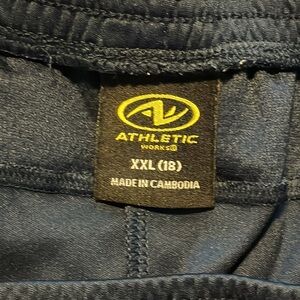 ATHLETIC
WORKS®
XXL (18)
MADE IN CAMBODIA